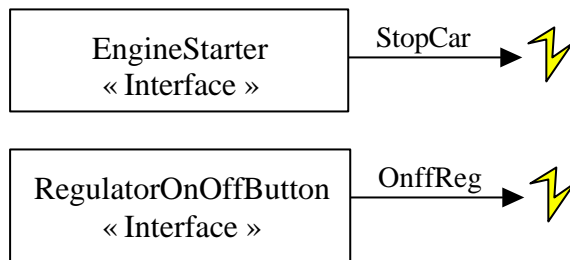 EngineStarter
« Interface »
StopCar
RegulatorOnOffButton
« Interface »
OnffReg